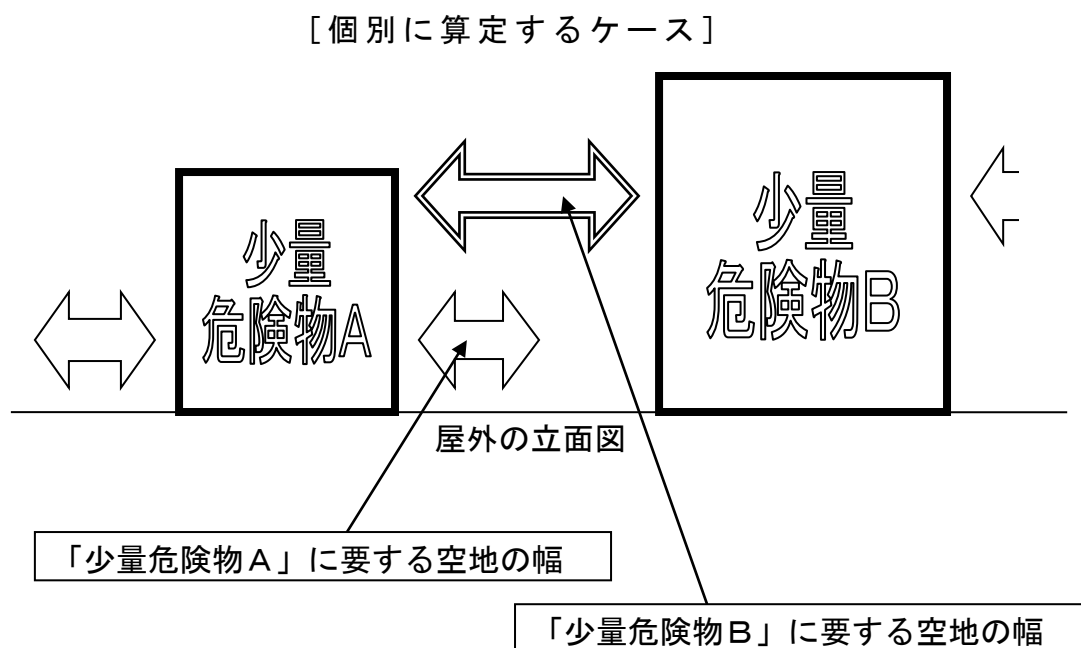 [個別に算定するケース]
少量
危険物A
少量
危険物B
屋外の立面図
「少量危険物A」に要する空地の幅
「少量危険物B」に要する空地の幅